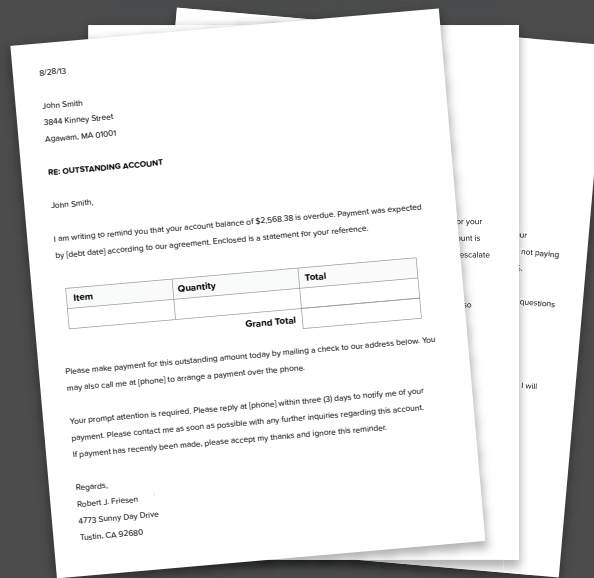 8/28/13
John Smith
3844 Kinney Street
Agawam, MA 01001
RE: OUTSTANDING ACCOUNT
John Smith,
I am writing to remind you that your account balance of $2,568.38 is overdue. Payment was expected
by [debt date] according to our agreement. Enclosed is a statement for your reference.
Item Quantity Total
Grand Total
Please make payment for this outstanding amount today by mailing a check to our address below. You
may also call me at [phone] to arrange a payment over the phone.
Your prompt attention is required. Please reply at [phone] within three (3) days to notify me of your
payment. Please contact me as soon as possible with any further inquiries regarding this account.
If payment has recently been made, please accept my thanks and ignore this reminder.
Regards,
Robert J. Friesen
4773 Sunny Day Drive
Tustin, CA 92680
or your
is
escalate
so
not paying
questions
I will